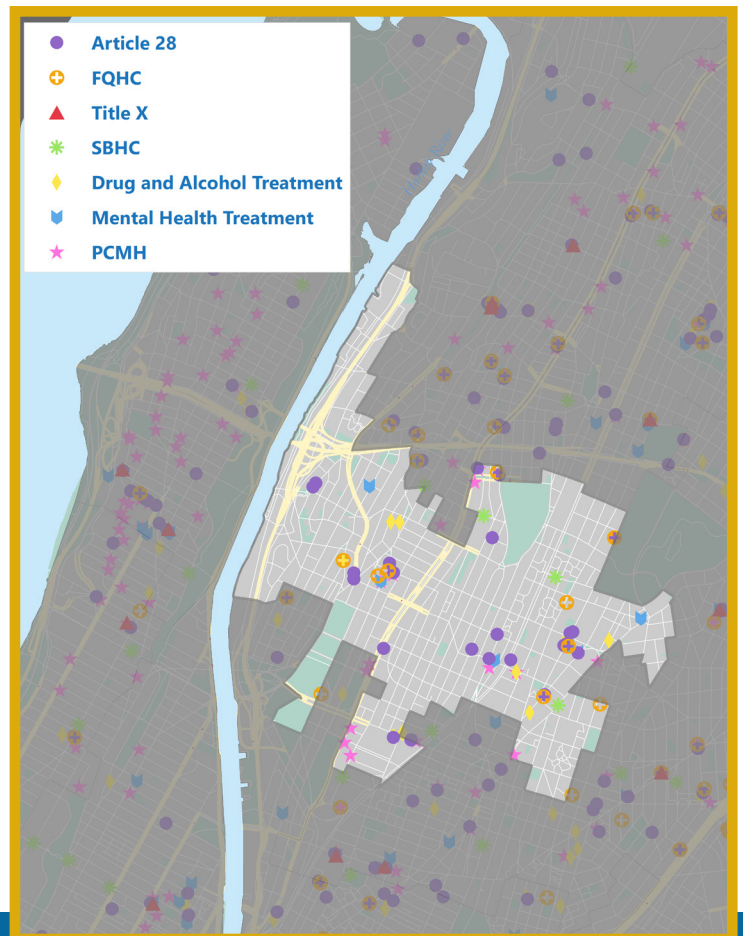 Article 28
FQHC
Title X
SBHC
Drug and Alcohol Treatment
Mental Health Treatment
PCMH